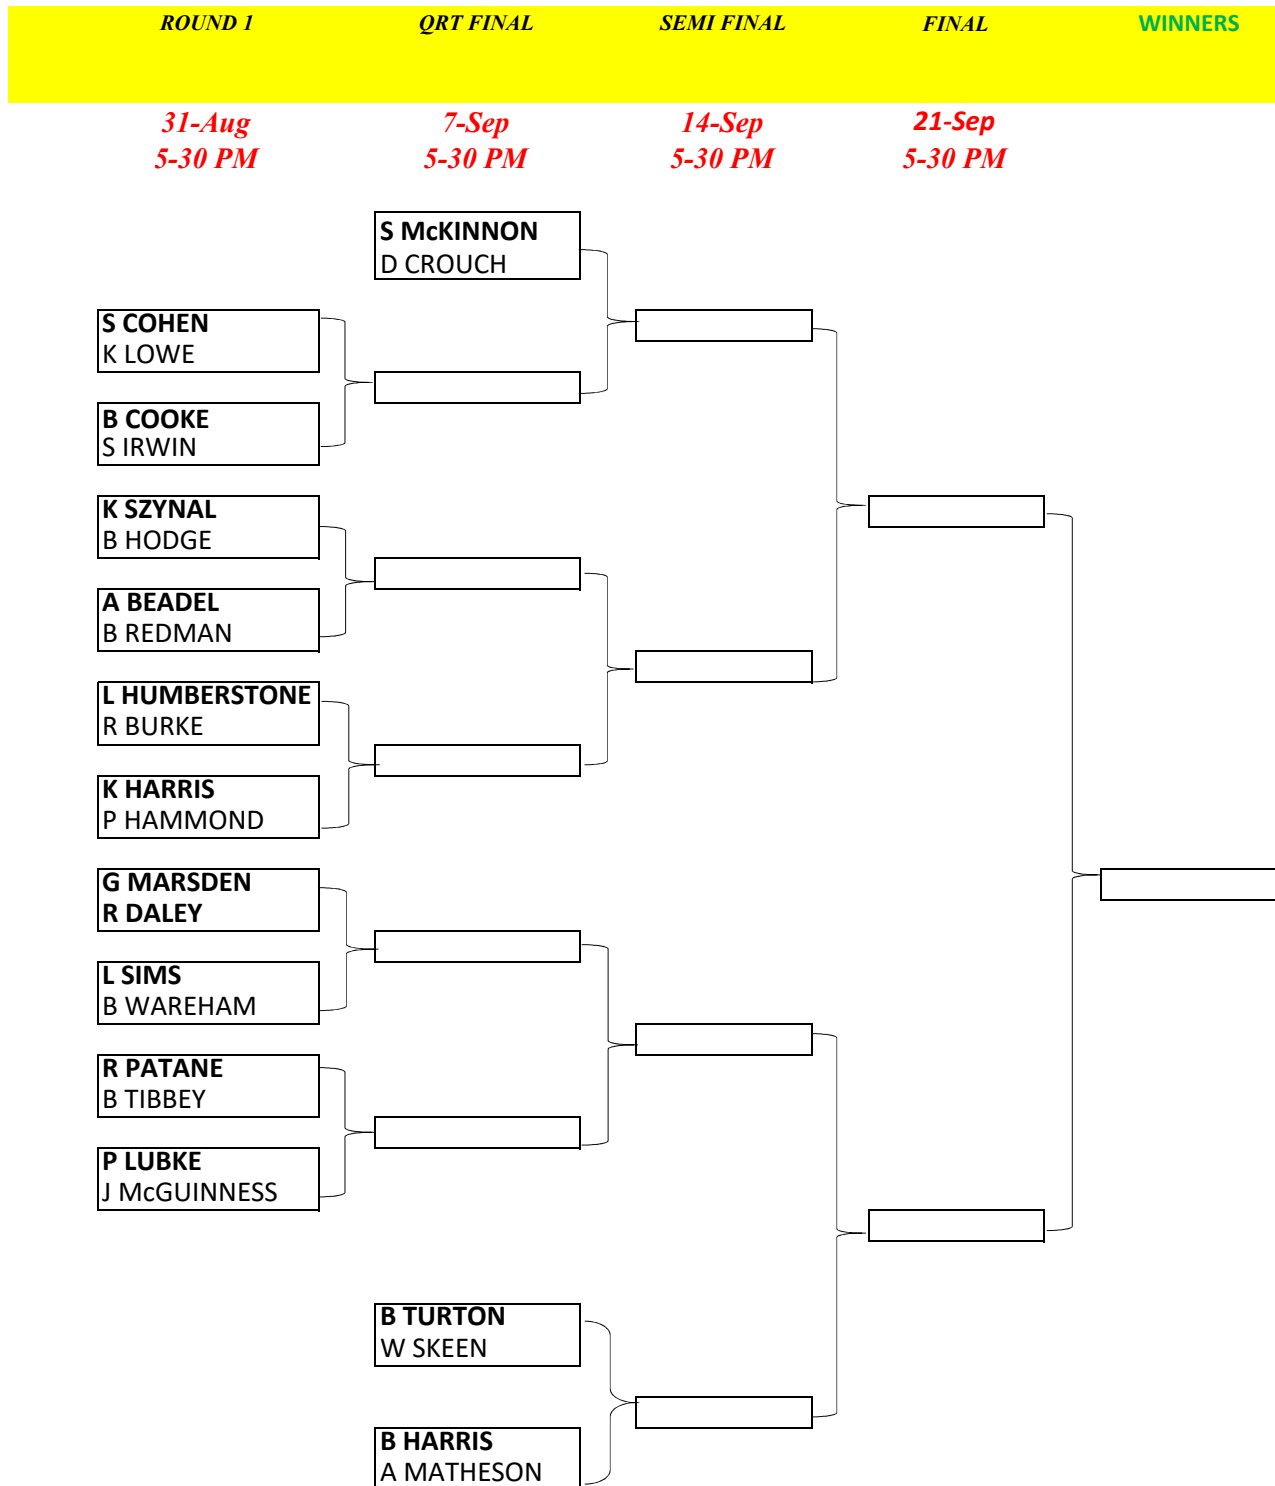 ROUND 1 QRT FINAL SEMI FINAL FINAL WINNERS
31-Aug 7-Sep 14-Sep 21-Sep
5-30 PM 5-30 PM 5-30 PM 5-30 PM
S McKINNON
D CROUCH
S COHEN
K LOWE
B COOKE
S IRWIN
K SZYNAL
B HODGE
A BEADEL
B REDMAN
L HUMBERSTONE
R BURKE
K HARRIS
P HAMMOND
G MARSDEN
R DALEY
L SIMS
B WAREHAM
R PATANE
B TIBBEY
P LUBKE
J McGUINNESS
B TURTON
W SKEEN
B HARRIS
A MATHESON